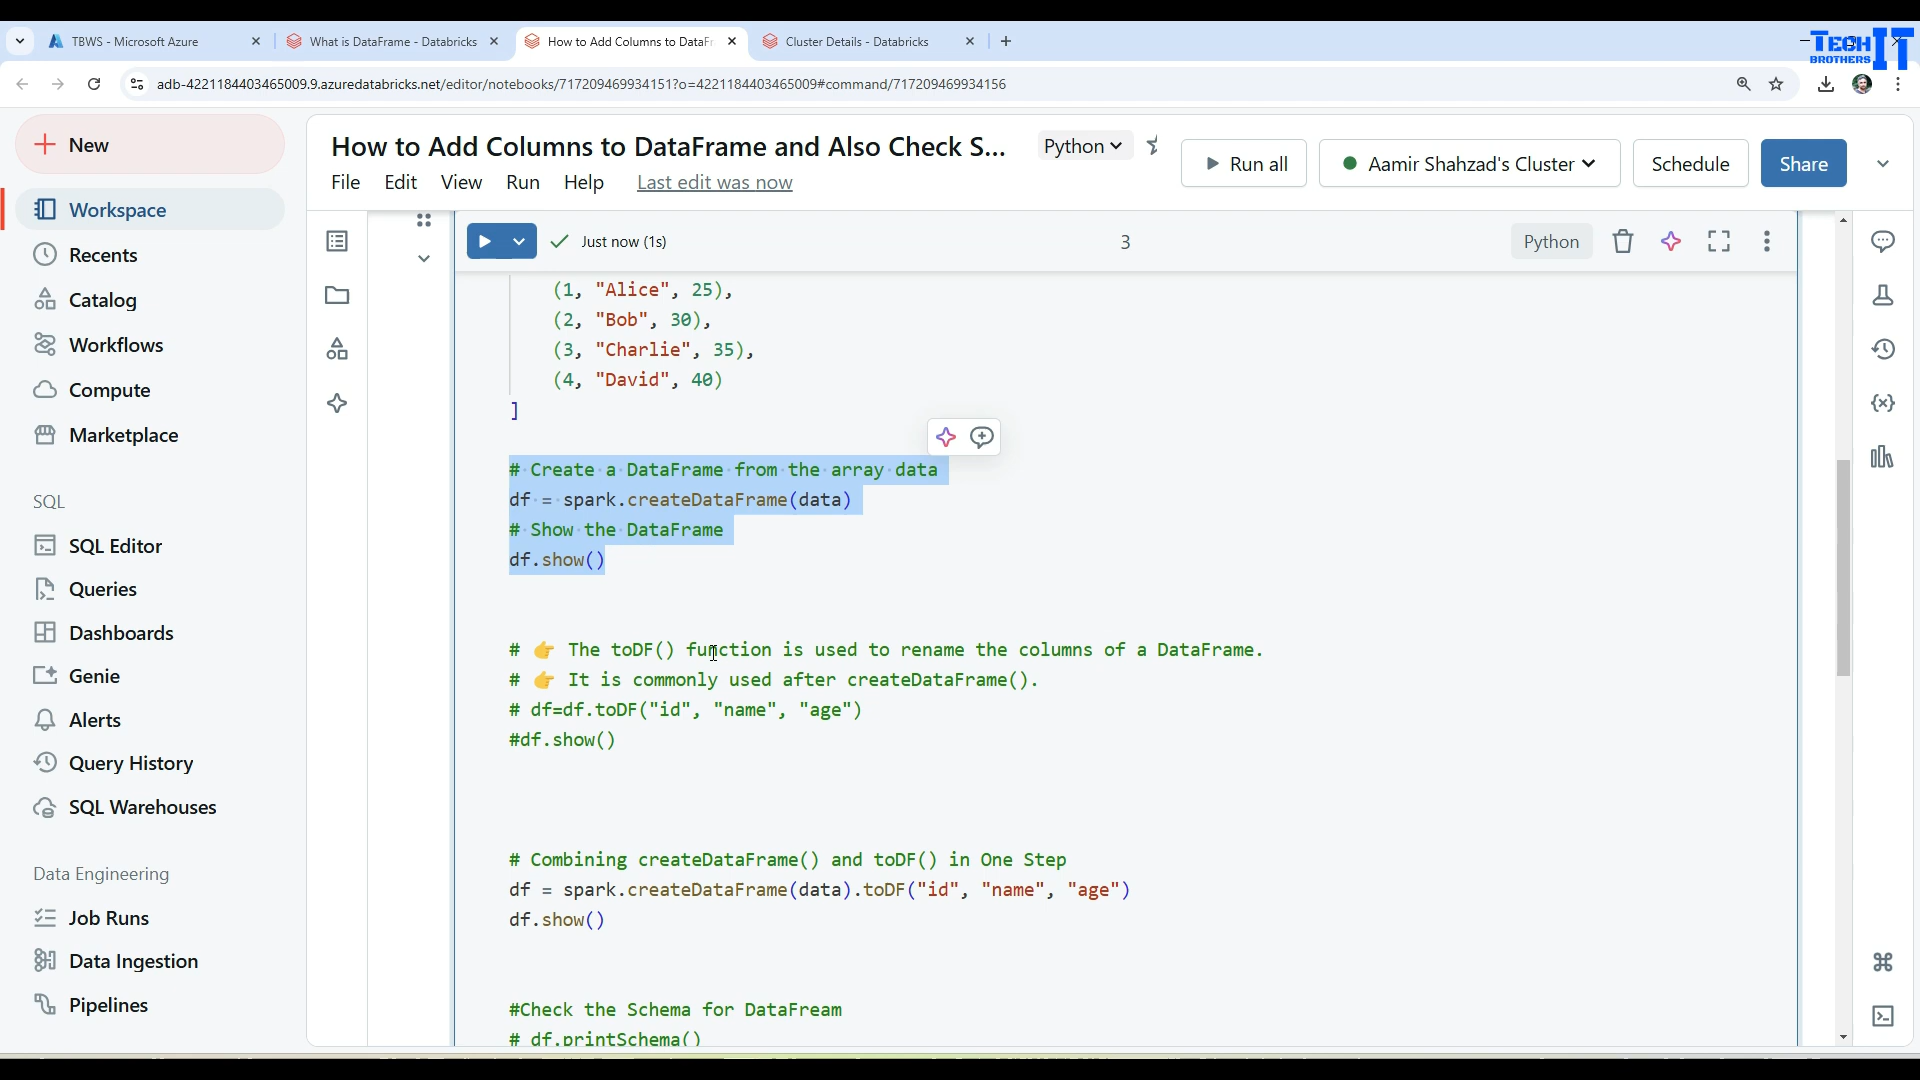 TBWS - Microsoft Azure
What is DataFrame - Databricks
How to Add Columns to DataFr
Cluster Details - Databricks
TECH
BROTHERS
IT
adb-4221184403465009.9.azuredatabricks.net/editor/notebooks/717209469934151?o=4221184403465009#command/717209469934156
New
Workspace
Recents
Catalog
Workflows
Compute
Marketplace
SQL
SQL Editor
Queries
Dashboards
Genie
Alerts
Query History
SQL Warehouses
Data Engineering
Job Runs
Data Ingestion
Pipelines
How to Add Columns to DataFrame and Also Check S...
Python
Run all
Aamir Shahzad's Cluster
Schedule
Share
File Edit View Run Help Last edit was now
Just now (1s)
3
Python
(1, "Alice", 25),
(2, "Bob", 30),
(3, "Charlie", 35),
(4, "David", 40)
]
# Create a DataFrame from the array data
df = spark.createDataFrame(data)
# Show the DataFrame
df.show()
# 👉 The toDF() function is used to rename the columns of a DataFrame.
# 👉 It is commonly used after createDataFrame().
# df=df.toDF("id", "name", "age")
#df.show()
# Combining createDataFrame() and toDF() in One Step
df = spark.createDataFrame(data).toDF("id", "name", "age")
df.show()
#Check the Schema for DataFream
# df.printSchema()